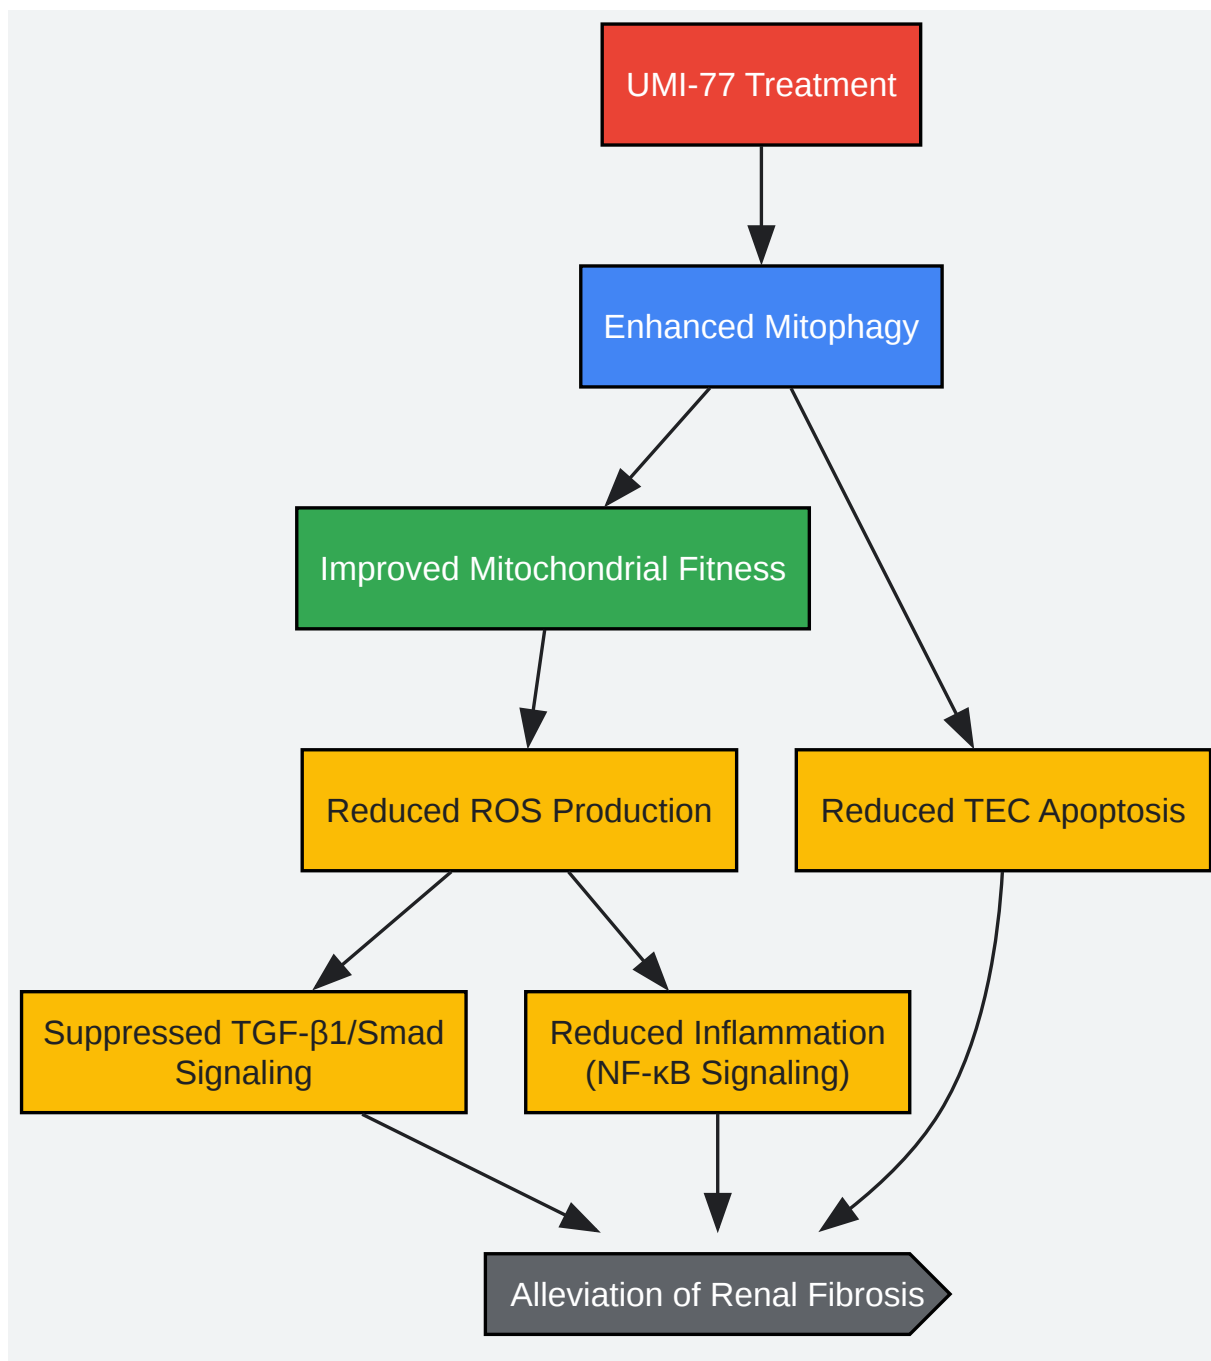 UMI-77 Treatment
Enhanced Mitophagy
Improved Mitochondrial Fitness
Reduced ROS Production
Reduced TEC Apoptosis
Suppressed TGF-β1/Smad
Signaling
Reduced Inflammation
(NF-κB Signaling)
Alleviation of Renal Fibrosis